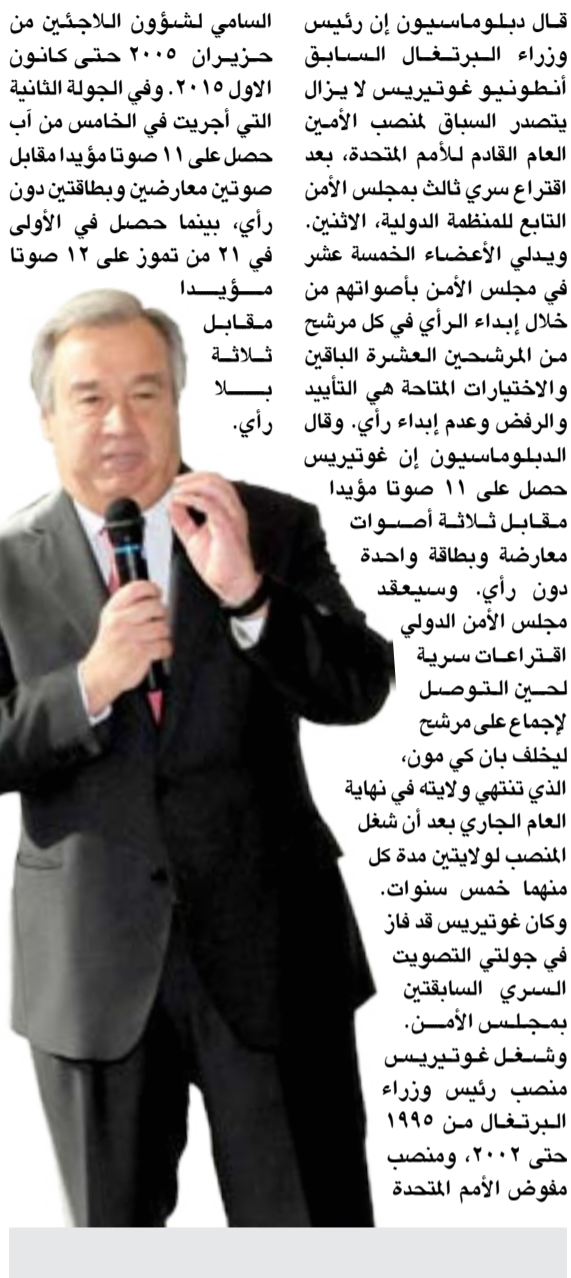 قال دبلوماسيون إن رئيس
وزراء البرتغال السابق
أنطونيو غوتيريس لا يزال
يتصدر السباق لمنصب الأمين
العام القادم للأمم المتحدة، بعد
اقتراع سري ثالث بمجلس الأمن
التابع للمنظمة الدولية، الاثنين.
ويدلي الأعضاء الخمسة عشر
في مجلس الأمن بأصواتهم من
خلال إبداء الرأي في كل مرشح
من المرشحين العشرة الباقين
والاختيارات المتاحة هي التأييد
والرفض وعدم إبداء رأي. وقال
الدبلوماسيون إن غوتيريس
حصل على ١١ صوتا مؤيدا
مقابل ثلاثة أصوات
معارضة وبطاقة واحدة
دون رأي. وسيعقد
مجلس الأمن الدولي
اقتراعات سرية
لحين التوصل
لإجماع على مرشح
ليخلف بان كي مون،
الذي تنتهي ولايته في نهاية
العام الجاري بعد أن شغل
المنصب لولايتين مدة كل
منهما خمس سنوات.
وكان غوتيريس قد فاز
في جولتي التصويت
السري السابقتين
بمجلس الأمن.
وشغل غوتيريس
منصب رئيس وزراء
البرتغال من ١٩٩٥
حتى ٢٠٠٢، ومنصب
مفوض الأمم المتحدة
السامي لشؤون اللاجئين من
حزيران ٢٠٠٥ حتى كانون
الاول ٢٠١٥. وفي الجولة الثانية
التي أجريت في الخامس من آب
حصل على ١١ صوتا مؤيدا مقابل
صوتين معارضين وبطاقتين دون
رأي، بينما حصل في الأولى
في ٢١ من تموز على ١٢ صوتا
مؤيدا
مقابل
ثلاثة
بلا
رأي.